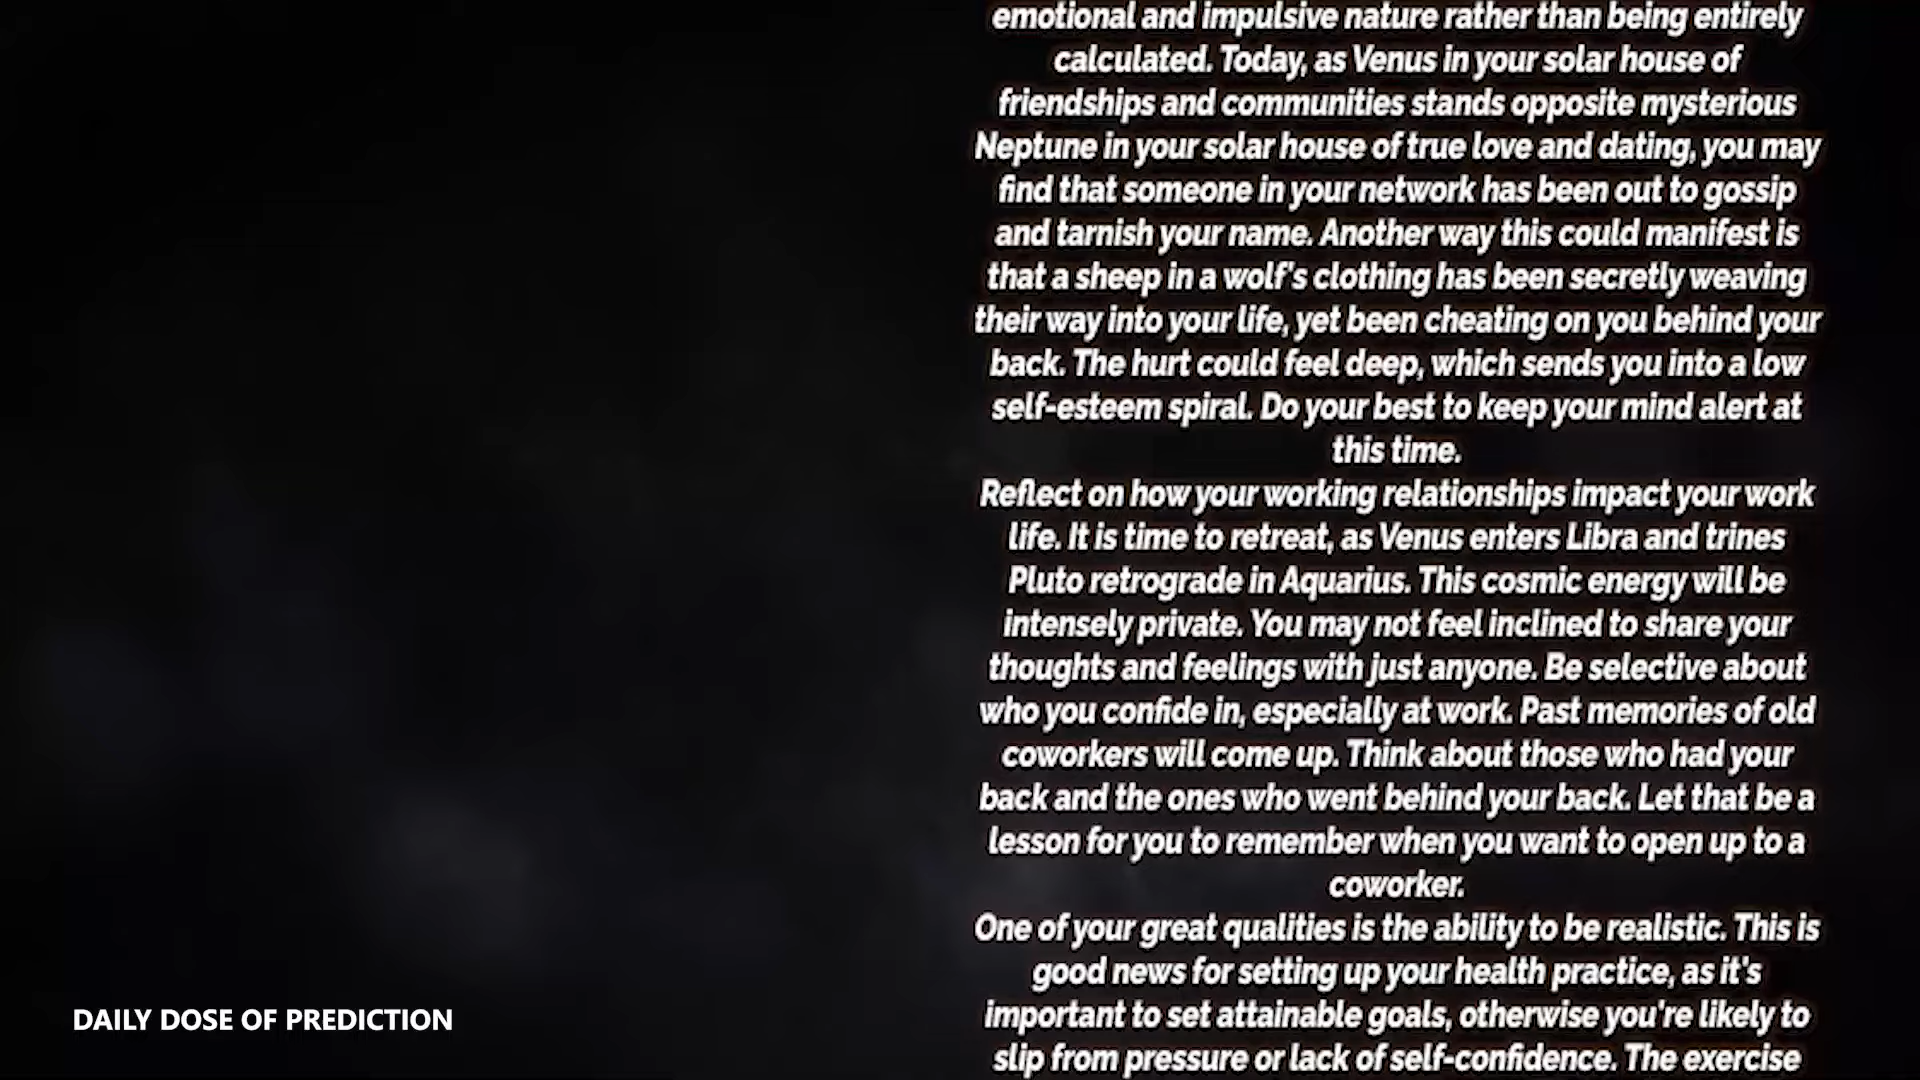 emotional and impulsive nature rather than being entirely
calculated. Today, as Venus in your solar house of
friendships and communities stands opposite mysterious
Neptune in your solar house of true love and dating, you may
find that someone in your network has been out to gossip
and tarnish your name. Another way this could manifest is
that a sheep in a wolf's clothing has been secretly weaving
their way into your life, yet been cheating on you behind your
back. The hurt could feel deep, which sends you into a low
self-esteem spiral. Do your best to keep your mind alert at
this time.
Reflect on how your working relationships impact your work
life. It is time to retreat, as Venus enters Libra and trines
Pluto retrograde in Aquarius. This cosmic energy will be
intensely private. You may not feel inclined to share your
thoughts and feelings with just anyone. Be selective about
who you confide in, especially at work. Past memories of old
coworkers will come up. Think about those who had your
back and the ones who went behind your back. Let that be a
lesson for you to remember when you want to open up to a
coworker.
One of your great qualities is the ability to be realistic. This is
good news for setting up your health practice, as it's
important to set attainable goals, otherwise you're likely to
slip from pressure or lack of self-confidence. The exercise
DAILY DOSE OF PREDICTION